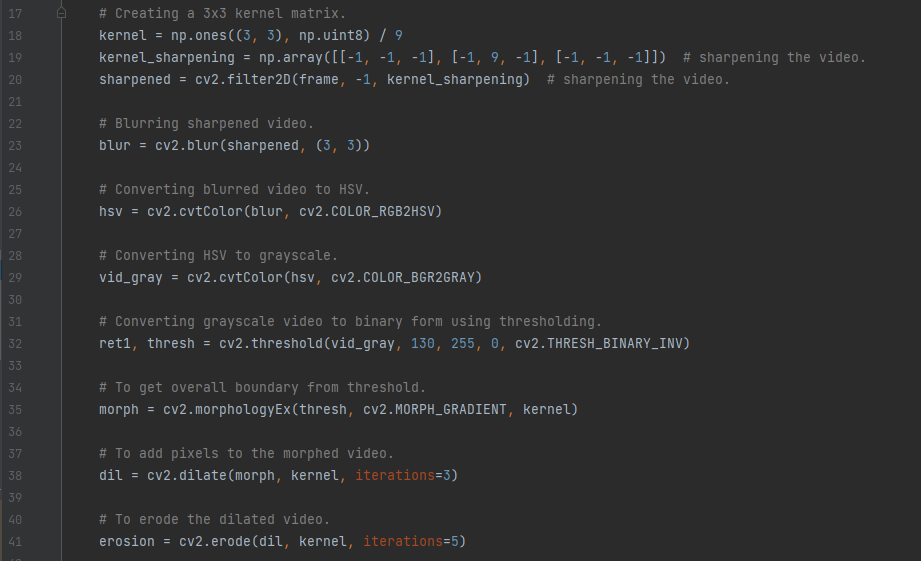 17 # Creating a 3x3 kernel matrix.
18 kernel = np.ones((3, 3), np.uint8) / 9
19 kernel_sharpening = np.array([[-1, -1, -1], [-1, 9, -1], [-1, -1, -1]])  # sharpening the video.
20 sharpened = cv2.filter2D(frame, -1, kernel_sharpening)  # sharpening the video.
21
22 # Blurring sharpened video.
23 blur = cv2.blur(sharpened, (3, 3))
24
25 # Converting blurred video to HSV.
26 hsv = cv2.cvtColor(blur, cv2.COLOR_RGB2HSV)
27
28 # Converting HSV to grayscale.
29 vid_gray = cv2.cvtColor(hsv, cv2.COLOR_BGR2GRAY)
30
31 # Converting grayscale video to binary form using thresholding.
32 ret1, thresh = cv2.threshold(vid_gray, 130, 255, 0, cv2.THRESH_BINARY_INV)
33
34 # To get overall boundary from threshold.
35 morph = cv2.morphologyEx(thresh, cv2.MORPH_GRADIENT, kernel)
36
37 # To add pixels to the morphed video.
38 dil = cv2.dilate(morph, kernel, iterations=3)
39
40 # To erode the dilated video.
41 erosion = cv2.erode(dil, kernel, iterations=5)